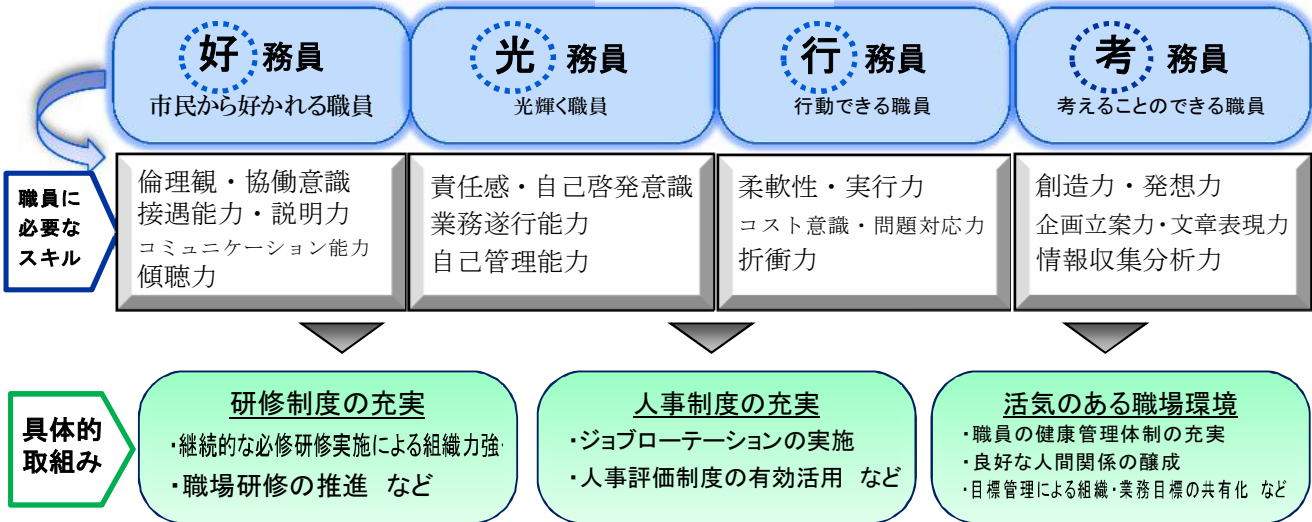 好務員
市民から好かれる職員
光務員
光輝く職員
行務員
行動できる職員
考務員
考えることのできる職員
職員に
必要な
スキル
倫理観・協働意識
接遇能力・説明力
コミュニケーション能力
傾聴力
責任感・自己啓発意識
業務遂行能力
自己管理能力
柔軟性・実行力
コスト意識・問題対応力
折衝力
創造力・発想力
企画立案力・文章表現力
情報収集分析力
具体的
取組み
研修制度の充実
・継続的な必修研修実施による組織力強
・職場研修の推進 など
人事制度の充実
・ジョブローテーションの実施
・人事評価制度の有効活用 など
活気のある職場環境
・職員の健康管理体制の充実
・良好な人間関係の醸成
・目標管理による組織・業務目標の共有化 など